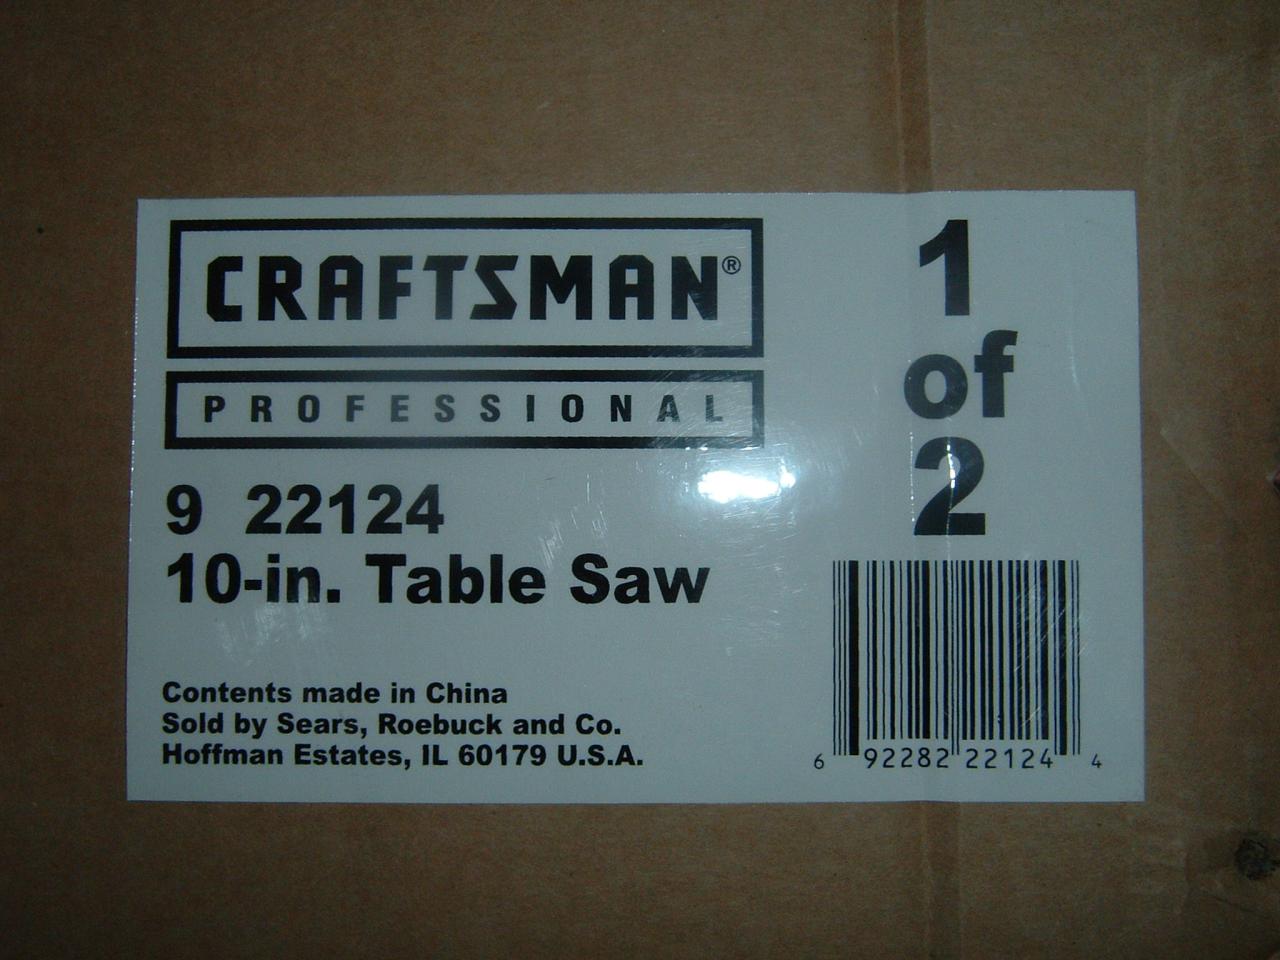 CRAFTSMAN®
PROFESSIONAL
9 22124
10-in. Table Saw
Contents made in China
Sold by Sears, Roebuck and Co.
Hoffman Estates, IL 60179 U.S.A.
1
of
2
6 92282 22124 4